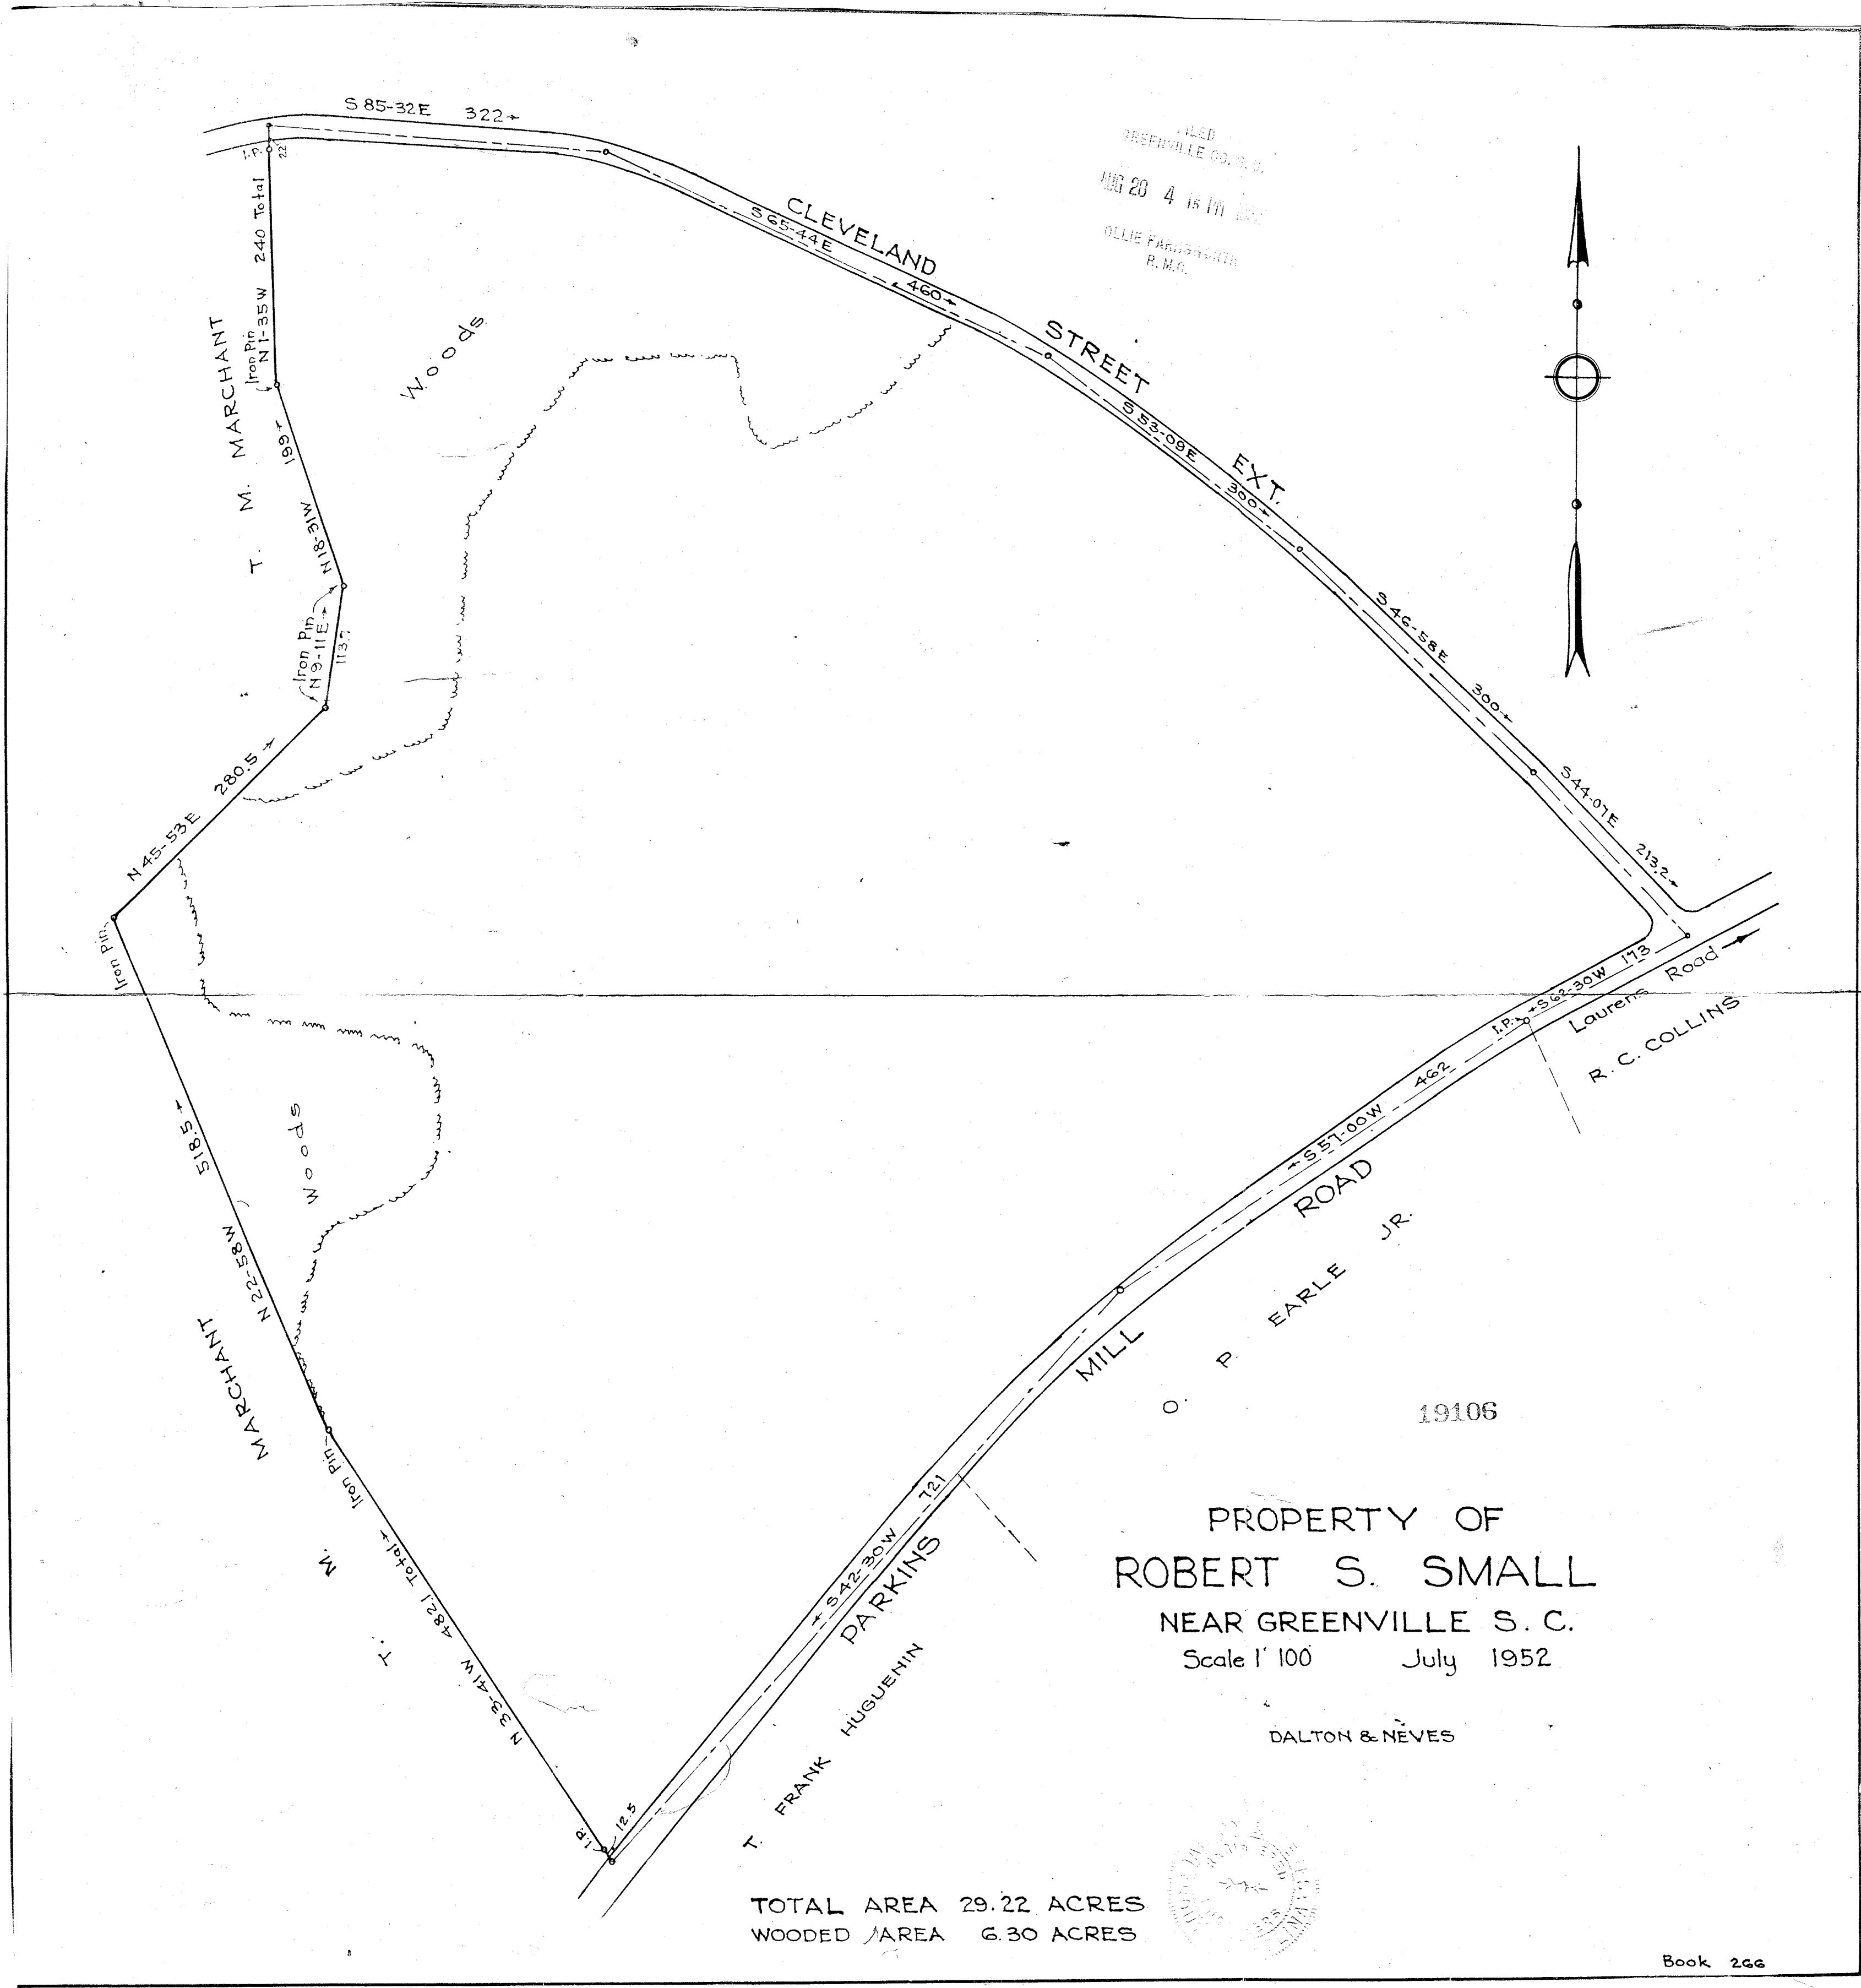 S 85-32E 322
I.P.
22
N 1-35W 240 Total
Iron Pin
CLEVELAND
STREET
EXT.
S 65-44E
460
S 53-09E
300
S 46-58E
300
S 44-07E
213.2
GREENVILLE CO. S. C.
AUG 28 4 15
OLLIE FARNSWORTH
R. M. C.
Woods
T. M. MARCHANT
199
N 18-31W
Iron Pin
N 9-11E
113.7
N 45-53E 280.5
Iron Pin
S 62-30W 173
I.P.
Laurens Road
R. C. COLLINS
S 57-00W 462
518.5
N 22-58W
Woods
ROAD
MILL
PARKINS
O. P. EARLE JR.
T. M. MARCHANT
Iron Pin
N 33-41W 482.1 Total
S 42-30W 721
T. FRANK HUGUENIN
I.P.
12.5
19106
PROPERTY OF
ROBERT S. SMALL
NEAR GREENVILLE S. C.
Scale 1" 100' July 1952
DALTON & NEVES
TOTAL AREA 29.22 ACRES
WOODED AREA 6.30 ACRES
Book 266